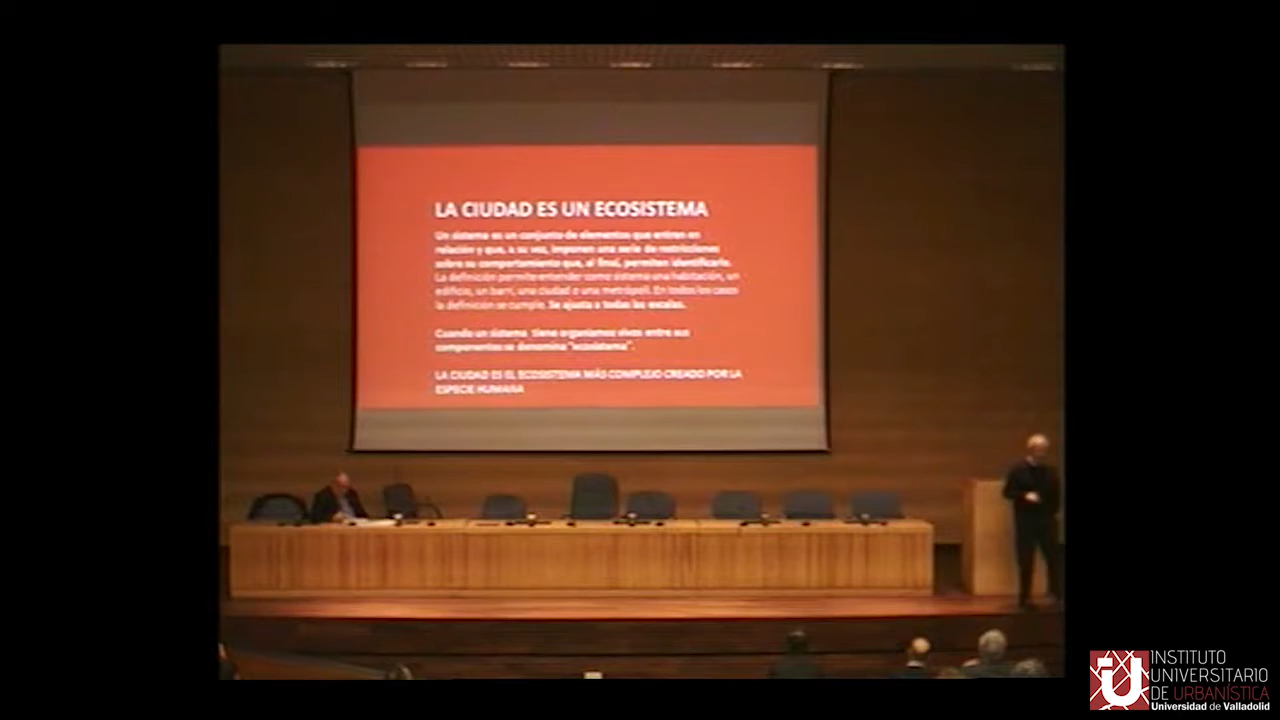 LA CIUDAD ES UN ECOSISTEMA
Un sistema es un conjunto de elementos que entran en
relación y que, a su vez, imponen una serie de restricciones
sobre su comportamiento que, al final, permiten identificarlo.
La definición permite entender como sistema una habitación, un
edificio, un barri, una ciudad o una metrópoli. En todos los casos
la definición se cumple. Se ajusta a todas las escalas.
Cuando un sistema tiene organismos vivos entre sus
componentes se denomina "ecosistema".
LA CIUDAD ES EL ECOSISTEMA MÁS COMPLEJO CREADO POR LA
ESPECIE HUMANA
INSTITUTO
UNIVERSITARIO
DE URBANÍSTICA
Universidad de Valladolid